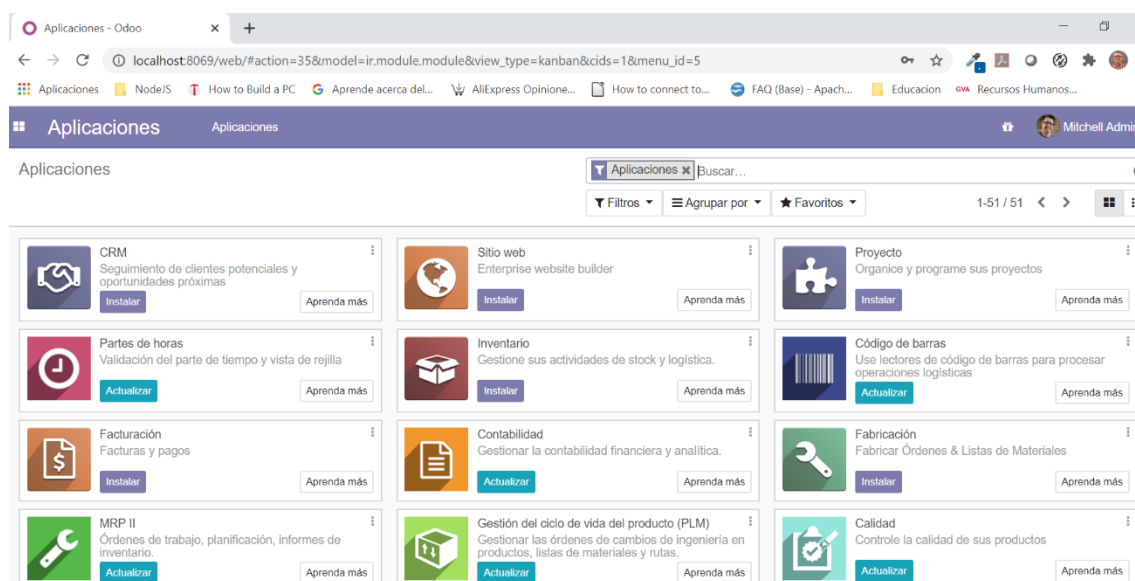 Aplicaciones - Odoo
localhost:8069/web/#action=35&model=ir.module.module&view_type=kanban&cids=1&menu_id=5
Aplicaciones NodeJS How to Build a PC Aprende acerca del... AliExpress Opinione... How to connect to... FAQ (Base) - Apach... Educacion GVA Recursos Humanos...
Aplicaciones Aplicaciones Mitchell Admi
Aplicaciones
Aplicaciones Buscar...
Filtros Agrupar por Favoritos 1-51 / 51
CRM
Seguimiento de clientes potenciales y
oportunidades próximas
Instalar Aprenda más
Sitio web
Enterprise website builder
Instalar Aprenda más
Proyecto
Organice y programe sus proyectos
Instalar Aprenda más
Partes de horas
Validación del parte de tiempo y vista de rejilla
Actualizar Aprenda más
Inventario
Gestione sus actividades de stock y logística.
Instalar Aprenda más
Código de barras
Use lectores de código de barras para procesar
operaciones logísticas
Actualizar Aprenda más
Facturación
Facturas y pagos
Instalar Aprenda más
Contabilidad
Gestionar la contabilidad financiera y analítica.
Actualizar Aprenda más
Fabricación
Fabricar Órdenes & Listas de Materiales
Instalar Aprenda más
MRP II
Órdenes de trabajo, planificación, informes de
inventario.
Actualizar Aprenda más
Gestión del ciclo de vida del producto (PLM)
Gestionar las órdenes de cambios de ingeniería en
productos, listas de materiales y rutas.
Actualizar Aprenda más
Calidad
Controle la calidad de sus productos
Actualizar Aprenda más